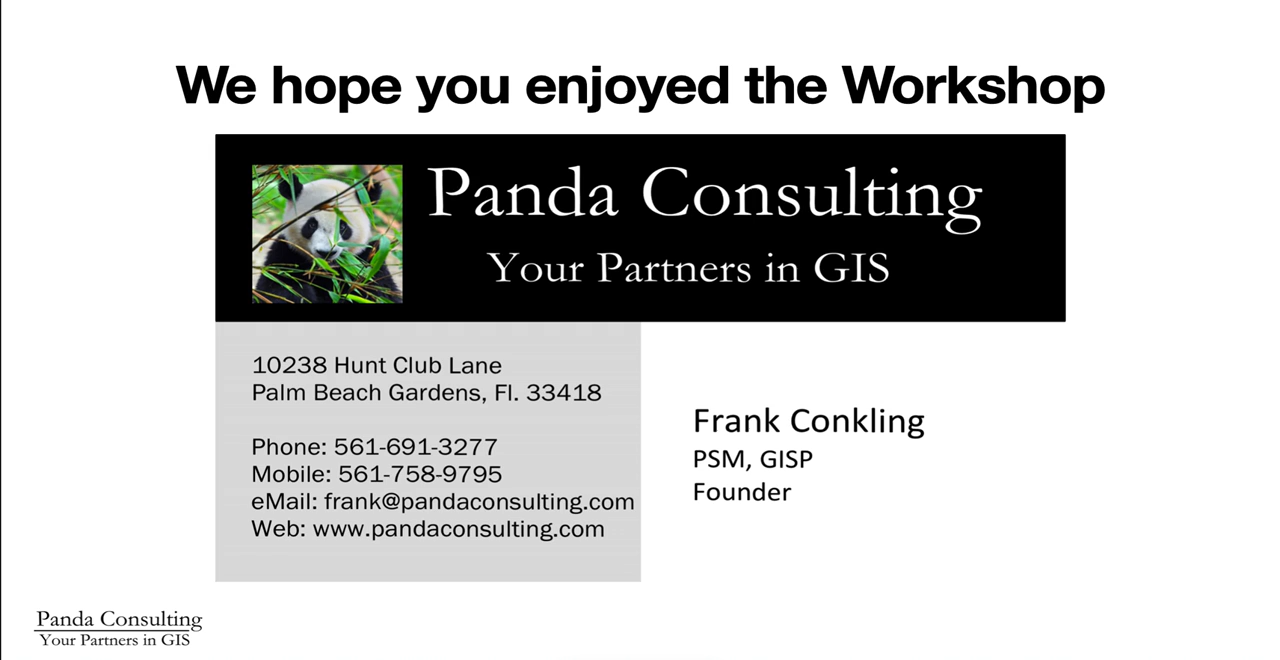 We hope you enjoyed the Workshop
Panda Consulting
Your Partners in GIS
10238 Hunt Club Lane
Palm Beach Gardens, Fl. 33418
Phone: 561-691-3277
Mobile: 561-758-9795
eMail: frank@pandaconsulting.com
Web: www.pandaconsulting.com
Frank Conkling
PSM, GISP
Founder
Panda Consulting
Your Partners in GIS